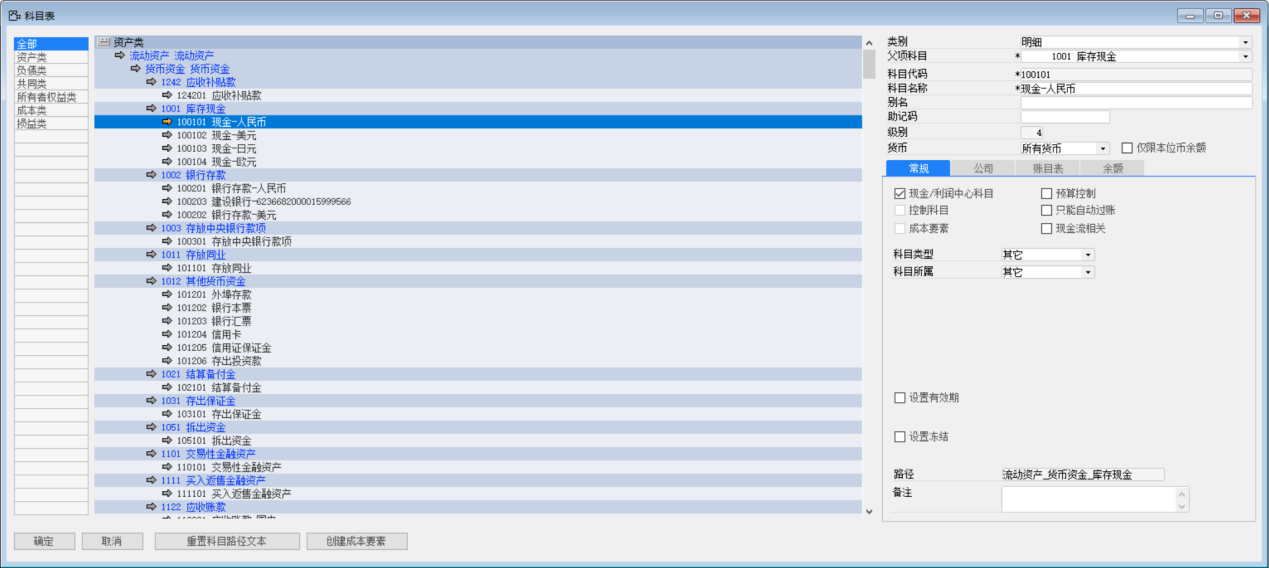 科目表
全部
资产类
负债类
共同类
所有者权益类
成本类
损益类
资产类
流动资产 流动资产
货币资金 货币资金
1242 应收补贴款
124201 应收补贴款
1001 库存现金
100101 现金-人民币
100102 现金-美元
100103 现金-日元
100104 现金-欧元
1002 银行存款
100201 银行存款-人民币
100203 建设银行-6236682000015999566
100202 银行存款-美元
1003 存放中央银行款项
100301 存放中央银行款项
1011 存放同业
101101 存放同业
1012 其他货币资金
101201 外埠存款
101202 银行本票
101203 银行汇票
101204 信用卡
101205 信用证保证金
101206 存出投资款
1021 结算备付金
102101 结算备付金
1031 存出保证金
103101 存出保证金
1051 拆出资金
105101 拆出资金
1101 交易性金融资产
110101 交易性金融资产
1111 买入返售金融资产
111101 买入返售金融资产
1122 应收账款
类别 明细
父项科目 * 1001 库存现金
科目代码 *100101
科目名称 *现金-人民币
别名
助记码
级别 4
货币 所有货币 仅限本位币余额
常规 公司 账目表 余额
现金/利润中心科目 预算控制
控制科目 只能自动过账
成本要素 现金流相关
科目类型 其它
科目所属 其它
设置有效期
设置冻结
路径 流动资产_货币资金_库存现金
备注
确定 取消 重置科目路径文本 创建成本要素